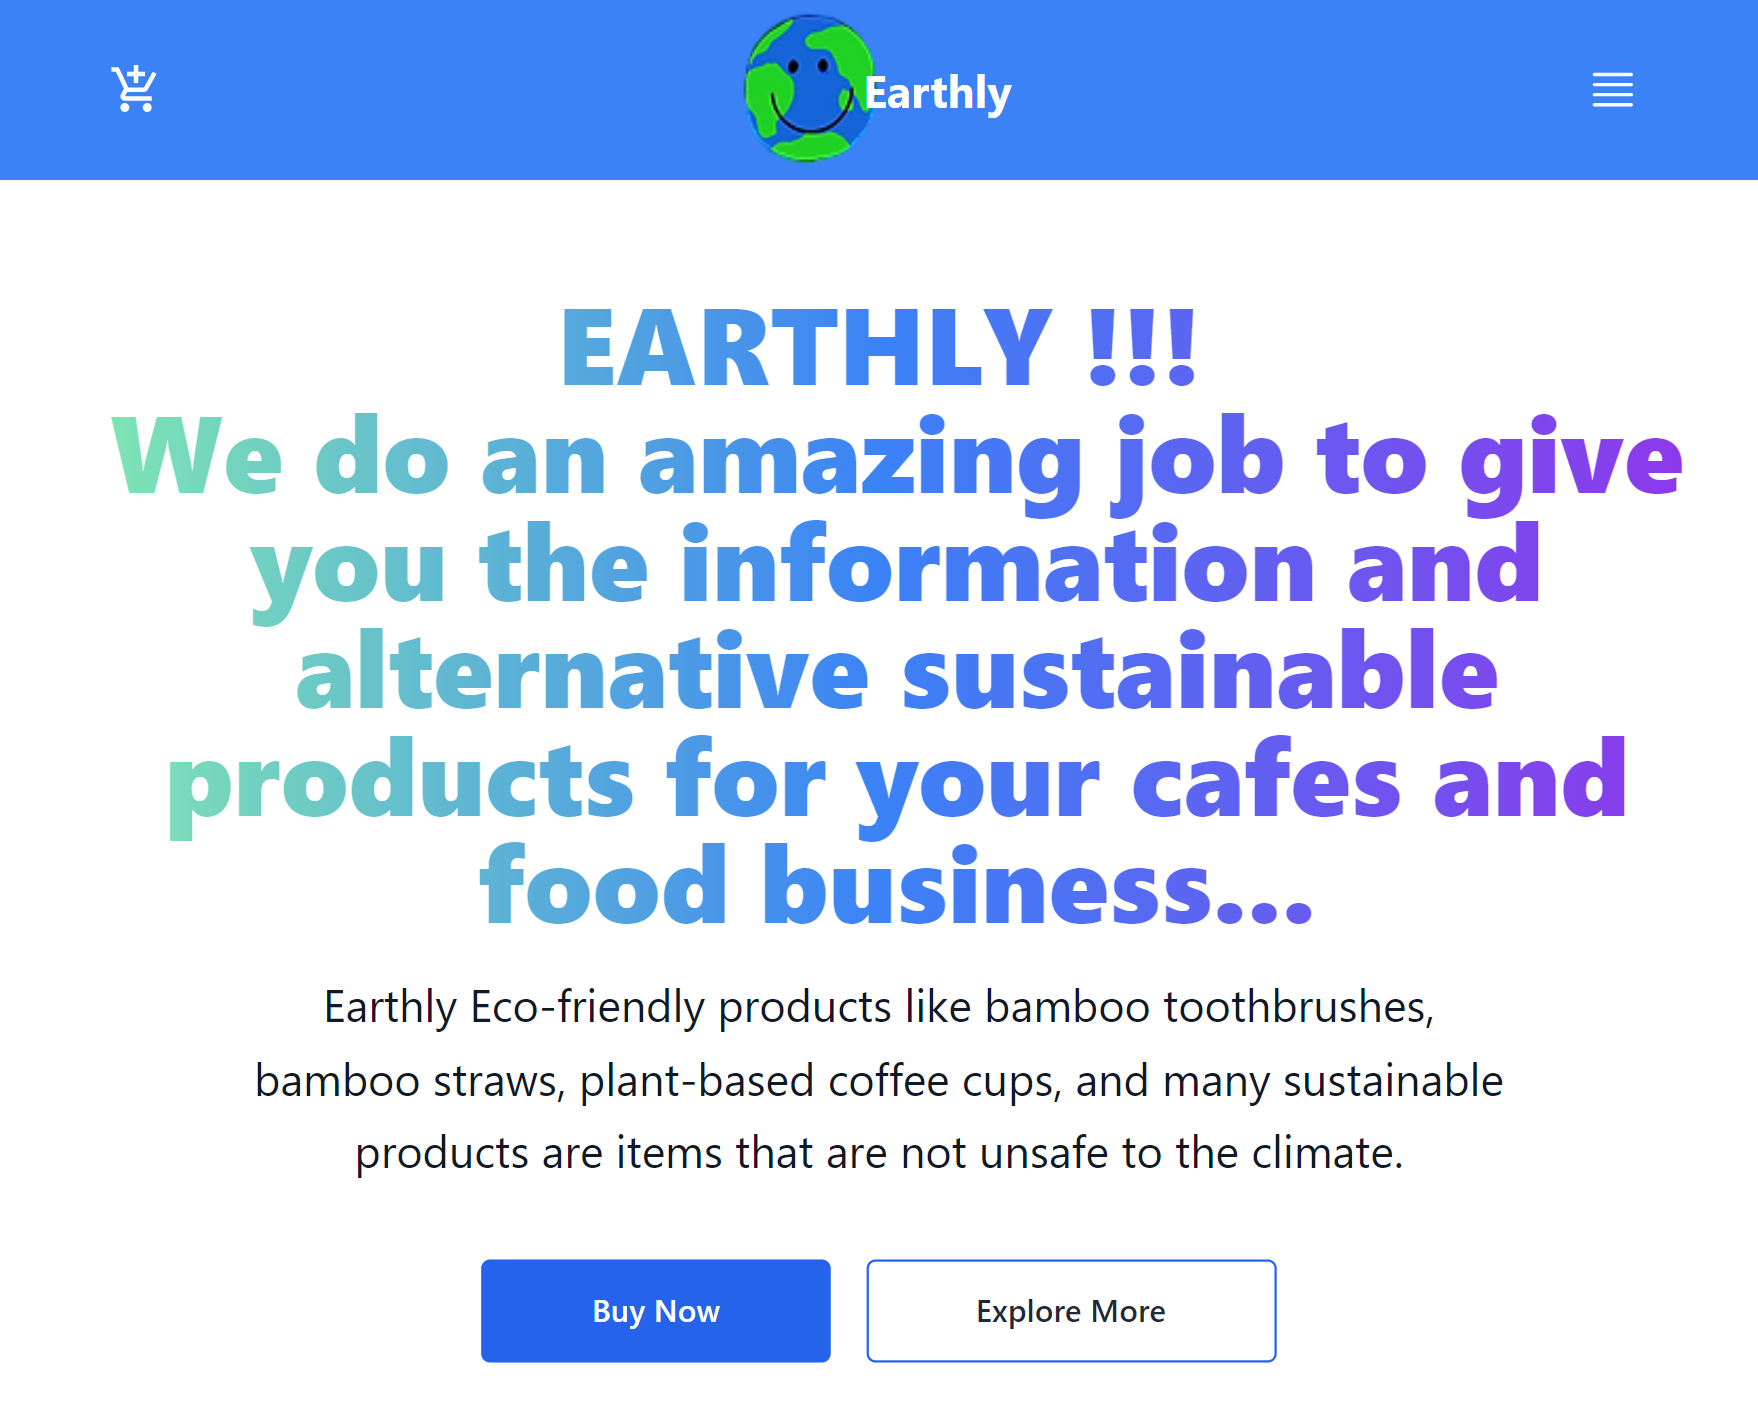 Earthly
EARTHLY !!!
We do an amazing job to give
you the information and
alternative sustainable
products for your cafes and
food business...
Earthly Eco-friendly products like bamboo toothbrushes,
bamboo straws, plant-based coffee cups, and many sustainable
products are items that are not unsafe to the climate.
Buy Now
Explore More